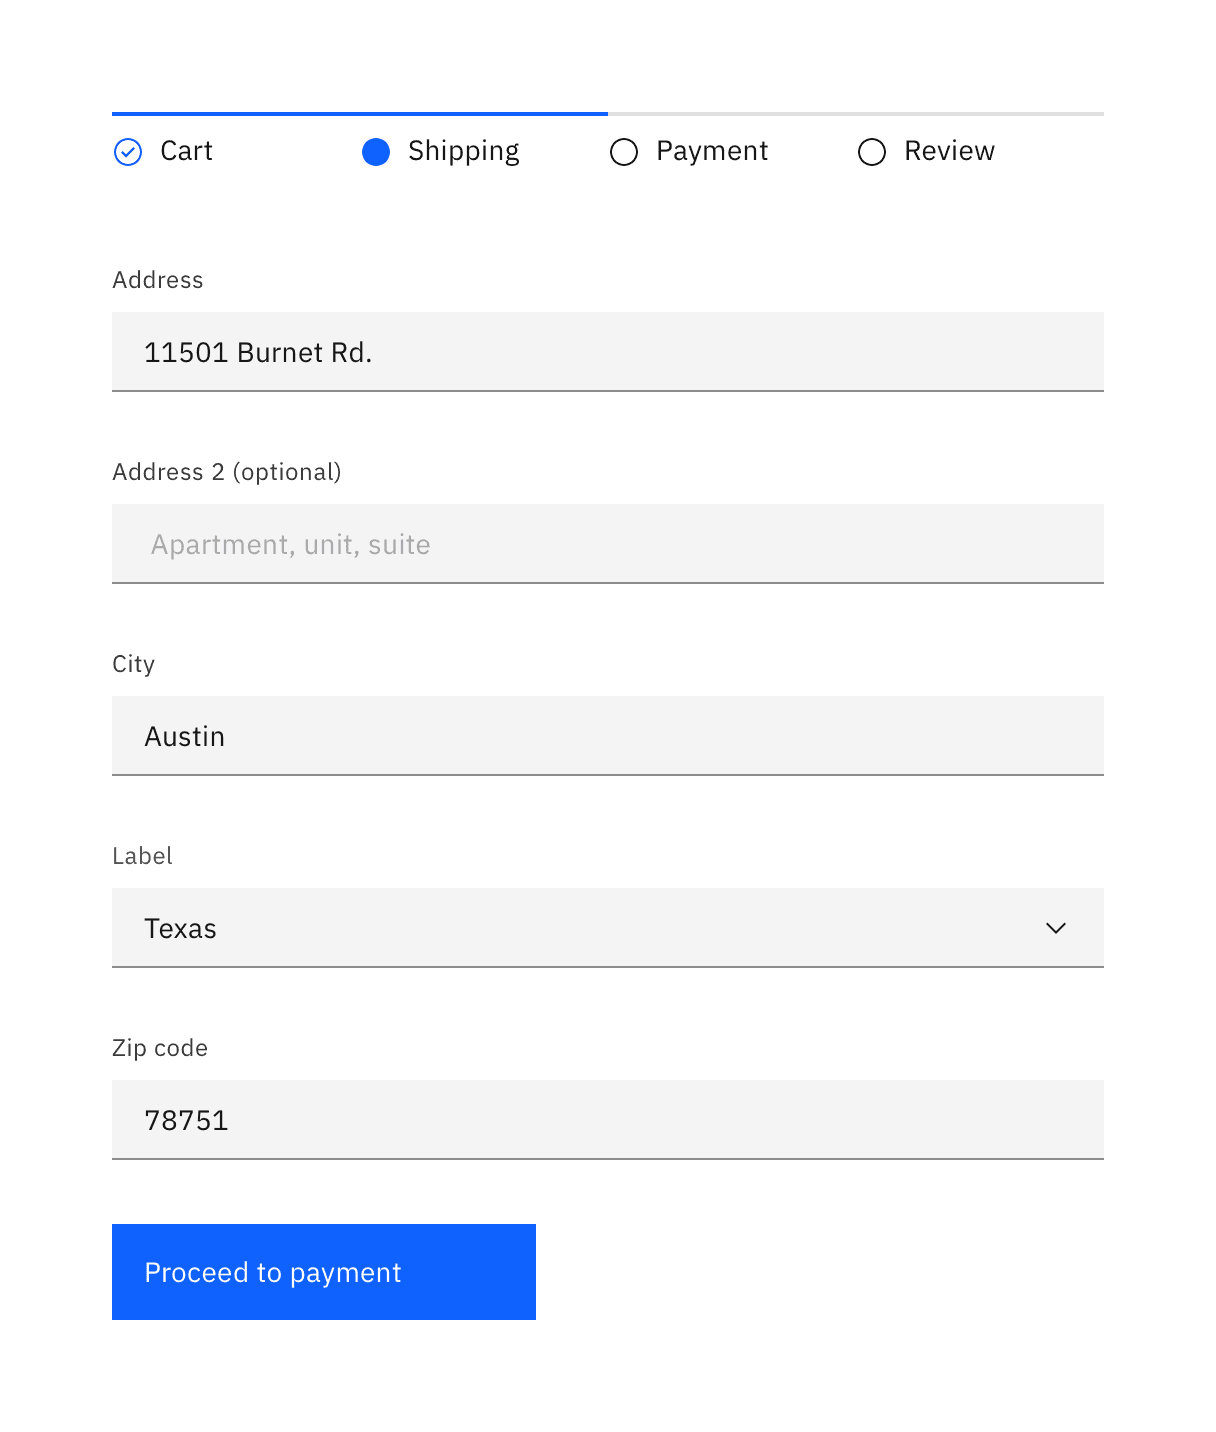 Cart Shipping Payment Review
Address
11501 Burnet Rd.
Address 2 (optional)
Apartment, unit, suite
City
Austin
Label
Texas
Zip code
78751
Proceed to payment